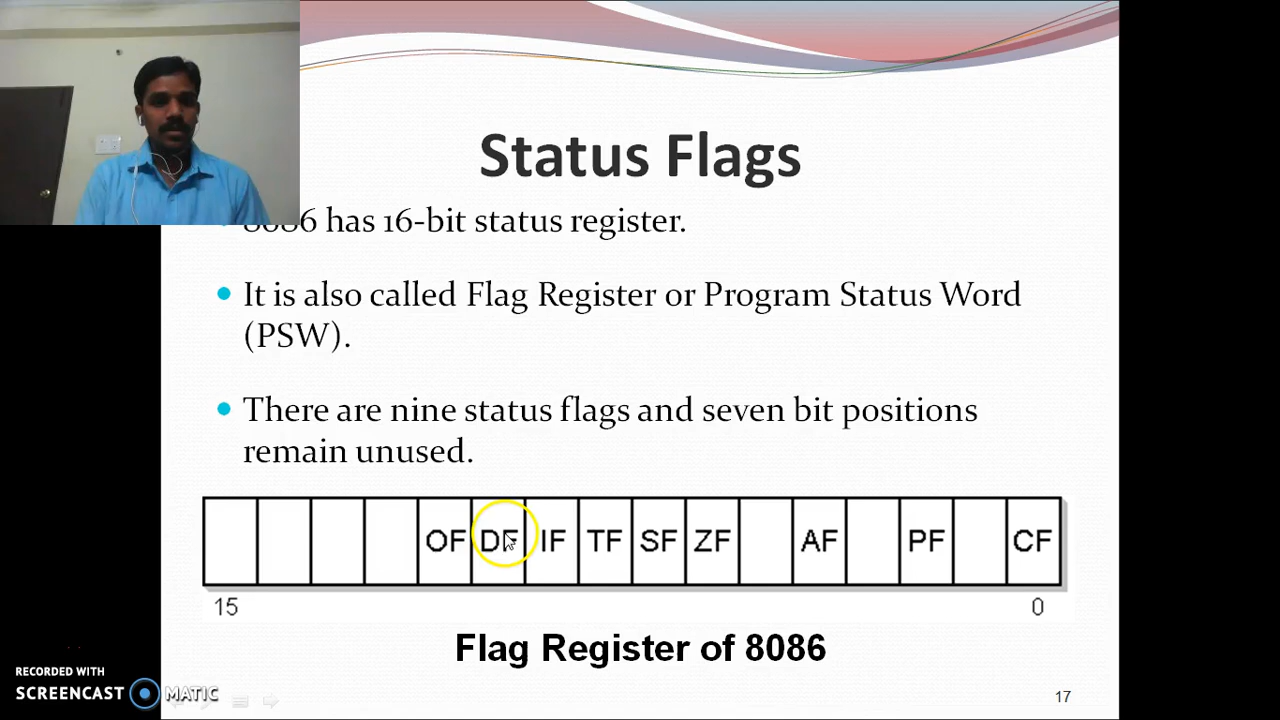 Status Flags
8086 has 16-bit status register.
It is also called Flag Register or Program Status Word
(PSW).
There are nine status flags and seven bit positions
remain unused.
OF DF IF TF SF ZF AF PF CF
15 0
Flag Register of 8086
RECORDED WITH
SCREENCAST MATIC
17